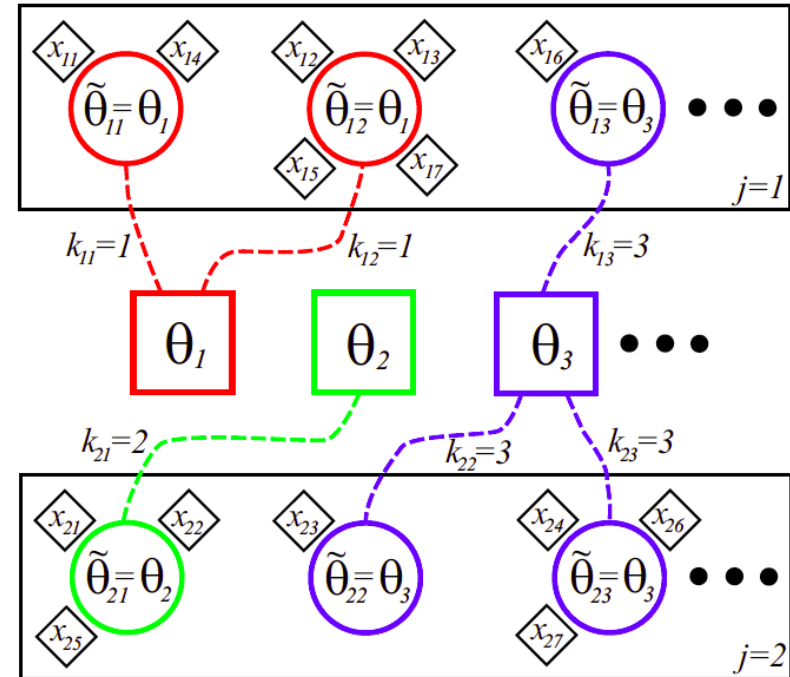 x₁₁ x₁₄ x₁₂ x₁₃ x₁₆
θ̃₁₁=θ₁ θ̃₁₂=θ₁ θ̃₁₃=θ₃ •••
x₁₅ x₁₇
j=1
k₁₁=1 k₁₂=1 k₁₃=3
θ₁ θ₂ θ₃ •••
k₂₁=2 k₂₂=3 k₂₃=3
x₂₁ x₂₂ x₂₃ x₂₄ x₂₆
θ̃₂₁=θ₂ θ̃₂₂=θ₃ θ̃₂₃=θ₃ •••
x₂₅ x₂₇
j=2